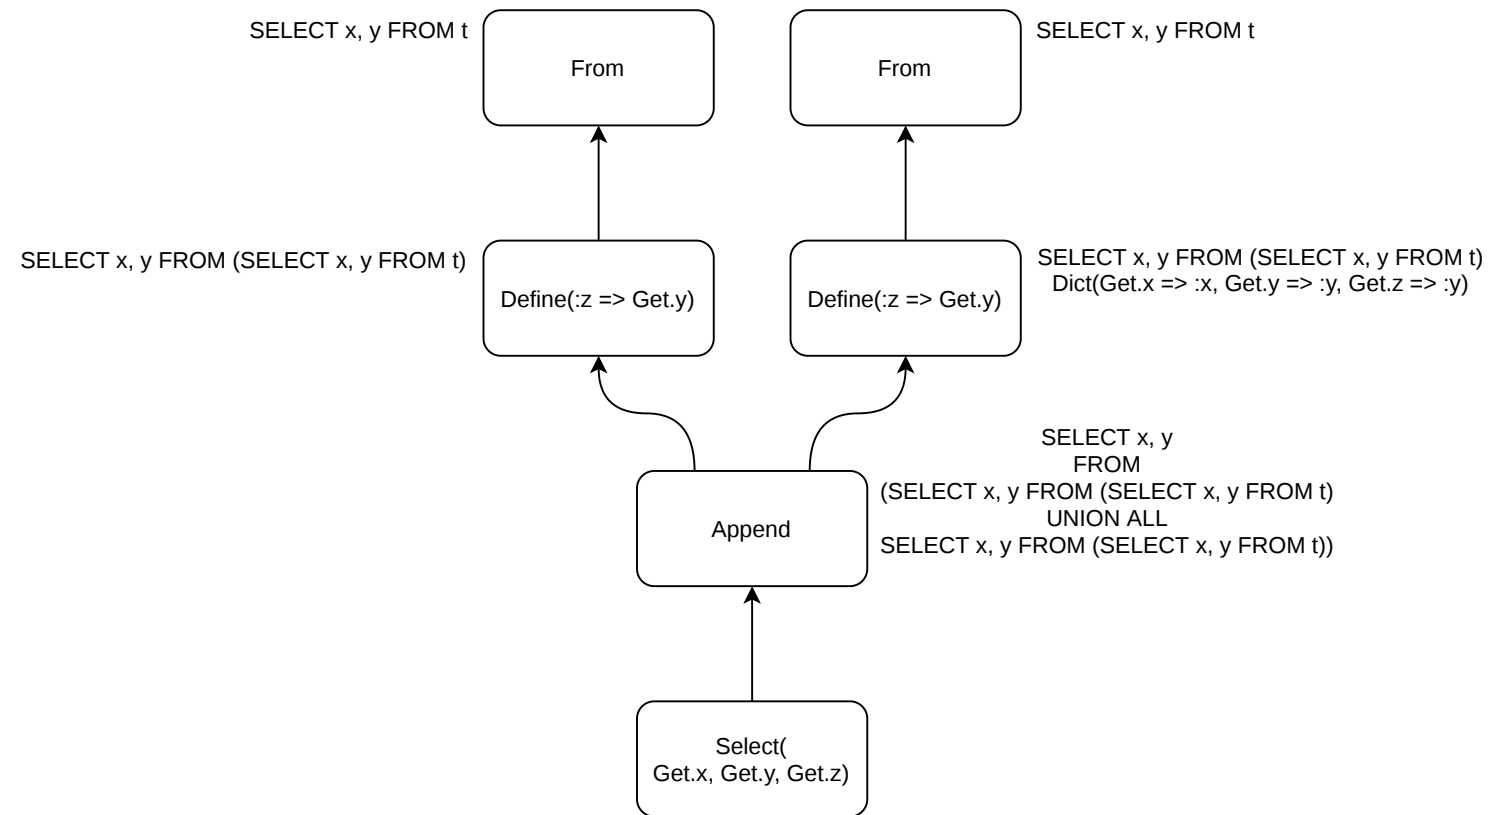 SELECT x, y FROM t
From
From
SELECT x, y FROM t
SELECT x, y FROM (SELECT x, y FROM t)
Define(:z => Get.y)
Define(:z => Get.y)
SELECT x, y FROM (SELECT x, y FROM t)
Dict(Get.x => :x, Get.y => :y, Get.z => :y)
Append
SELECT x, y
FROM
(SELECT x, y FROM (SELECT x, y FROM t)
UNION ALL
SELECT x, y FROM (SELECT x, y FROM t))
Select(
Get.x, Get.y, Get.z)